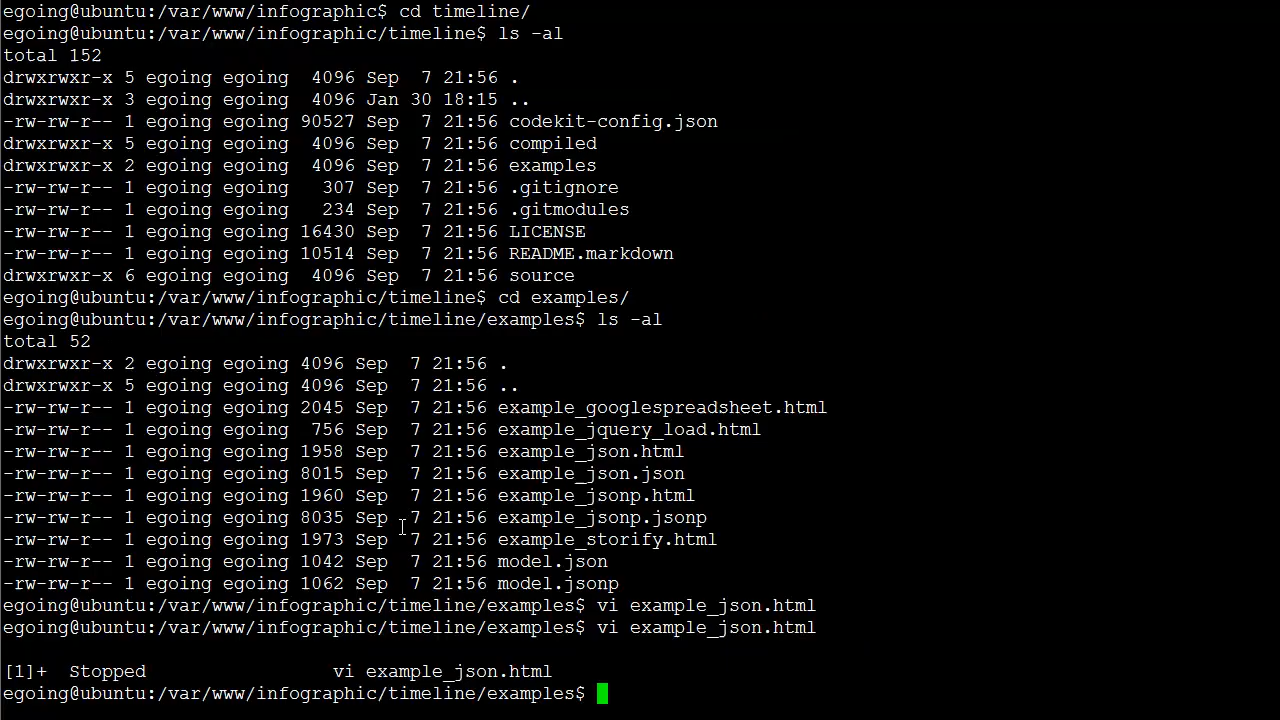 egoing@ubuntu:/var/www/infographic$ cd timeline/
egoing@ubuntu:/var/www/infographic/timeline$ ls -al
total 152
drwxrwxr-x 5 egoing egoing  4096 Sep  7 21:56 .
drwxrwxr-x 3 egoing egoing  4096 Jan 30 18:15 ..
-rw-rw-r-- 1 egoing egoing 90527 Sep  7 21:56 codekit-config.json
drwxrwxr-x 5 egoing egoing  4096 Sep  7 21:56 compiled
drwxrwxr-x 2 egoing egoing  4096 Sep  7 21:56 examples
-rw-rw-r-- 1 egoing egoing   307 Sep  7 21:56 .gitignore
-rw-rw-r-- 1 egoing egoing   234 Sep  7 21:56 .gitmodules
-rw-rw-r-- 1 egoing egoing 16430 Sep  7 21:56 LICENSE
-rw-rw-r-- 1 egoing egoing 10514 Sep  7 21:56 README.markdown
drwxrwxr-x 6 egoing egoing  4096 Sep  7 21:56 source
egoing@ubuntu:/var/www/infographic/timeline$ cd examples/
egoing@ubuntu:/var/www/infographic/timeline/examples$ ls -al
total 52
drwxrwxr-x 2 egoing egoing 4096 Sep  7 21:56 .
drwxrwxr-x 5 egoing egoing 4096 Sep  7 21:56 ..
-rw-rw-r-- 1 egoing egoing 2045 Sep  7 21:56 example_googlespreadsheet.html
-rw-rw-r-- 1 egoing egoing  756 Sep  7 21:56 example_jquery_load.html
-rw-rw-r-- 1 egoing egoing 1958 Sep  7 21:56 example_json.html
-rw-rw-r-- 1 egoing egoing 8015 Sep  7 21:56 example_json.json
-rw-rw-r-- 1 egoing egoing 1960 Sep  7 21:56 example_jsonp.html
-rw-rw-r-- 1 egoing egoing 8035 Sep  7 21:56 example_jsonp.jsonp
-rw-rw-r-- 1 egoing egoing 1973 Sep  7 21:56 example_storify.html
-rw-rw-r-- 1 egoing egoing 1042 Sep  7 21:56 model.json
-rw-rw-r-- 1 egoing egoing 1062 Sep  7 21:56 model.jsonp
egoing@ubuntu:/var/www/infographic/timeline/examples$ vi example_json.html
egoing@ubuntu:/var/www/infographic/timeline/examples$ vi example_json.html
[1]+  Stopped                 vi example_json.html
egoing@ubuntu:/var/www/infographic/timeline/examples$